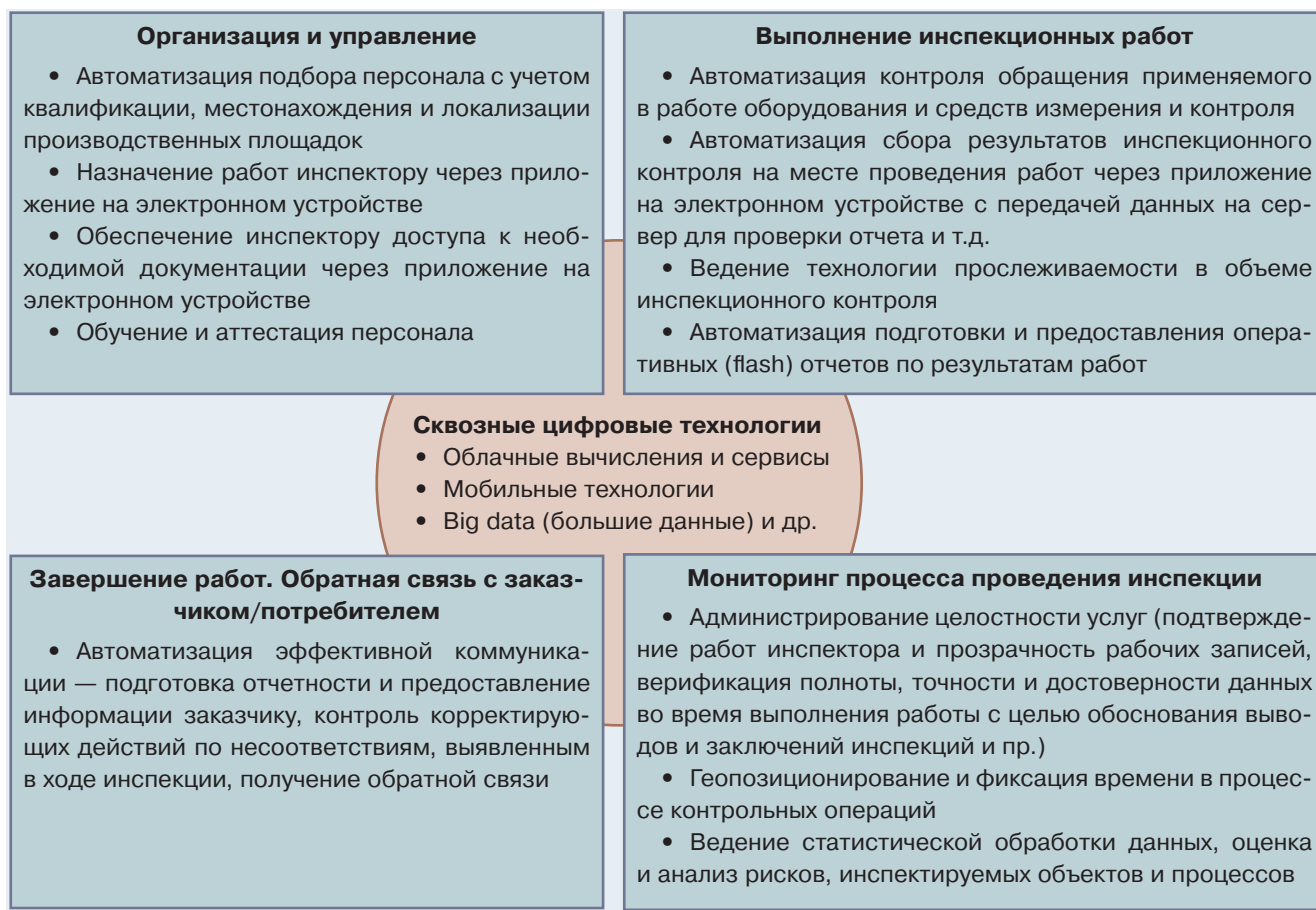 Организация и управление
• Автоматизация подбора персонала с учетом
квалификации, местонахождения и локализации
производственных площадок
• Назначение работ инспектору через прило-
жение на электронном устройстве
• Обеспечение инспектору доступа к необ-
ходимой документации через приложение на
электронном устройстве
• Обучение и аттестация персонала
Выполнение инспекционных работ
• Автоматизация контроля обращения применяемого
в работе оборудования и средств измерения и контроля
• Автоматизация сбора результатов инспекционного
контроля на месте проведения работ через приложение
на электронном устройстве с передачей данных на сер-
вер для проверки отчета и т.д.
• Ведение технологии прослеживаемости в объеме
инспекционного контроля
• Автоматизация подготовки и предоставления опера-
тивных (flash) отчетов по результатам работ
Сквозные цифровые технологии
• Облачные вычисления и сервисы
• Мобильные технологии
• Big data (большие данные) и др.
Завершение работ. Обратная связь с заказ-
чиком/потребителем
• Автоматизация эффективной коммуника-
ции — подготовка отчетности и предоставление
информации заказчику, контроль корректирую-
щих действий по несоответствиям, выявленным
в ходе инспекции, получение обратной связи
Мониторинг процесса проведения инспекции
• Администрирование целостности услуг (подтвержде-
ние работ инспектора и прозрачность рабочих записей,
верификация полноты, точности и достоверности данных
во время выполнения работы с целью обоснования выво-
дов и заключений инспекций и пр.)
• Геопозиционирование и фиксация времени в процес-
се контрольных операций
• Ведение статистической обработки данных, оценка
и анализ рисков, инспектируемых объектов и процессов